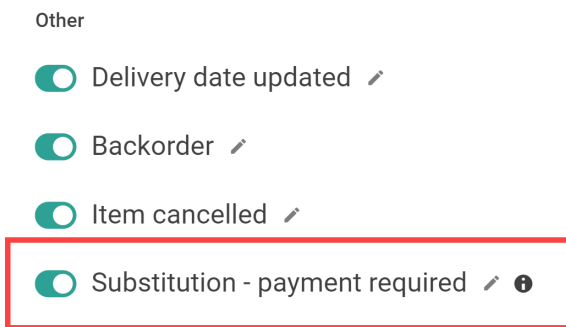 Other
Delivery date updated
Backorder
Item cancelled
Substitution - payment required